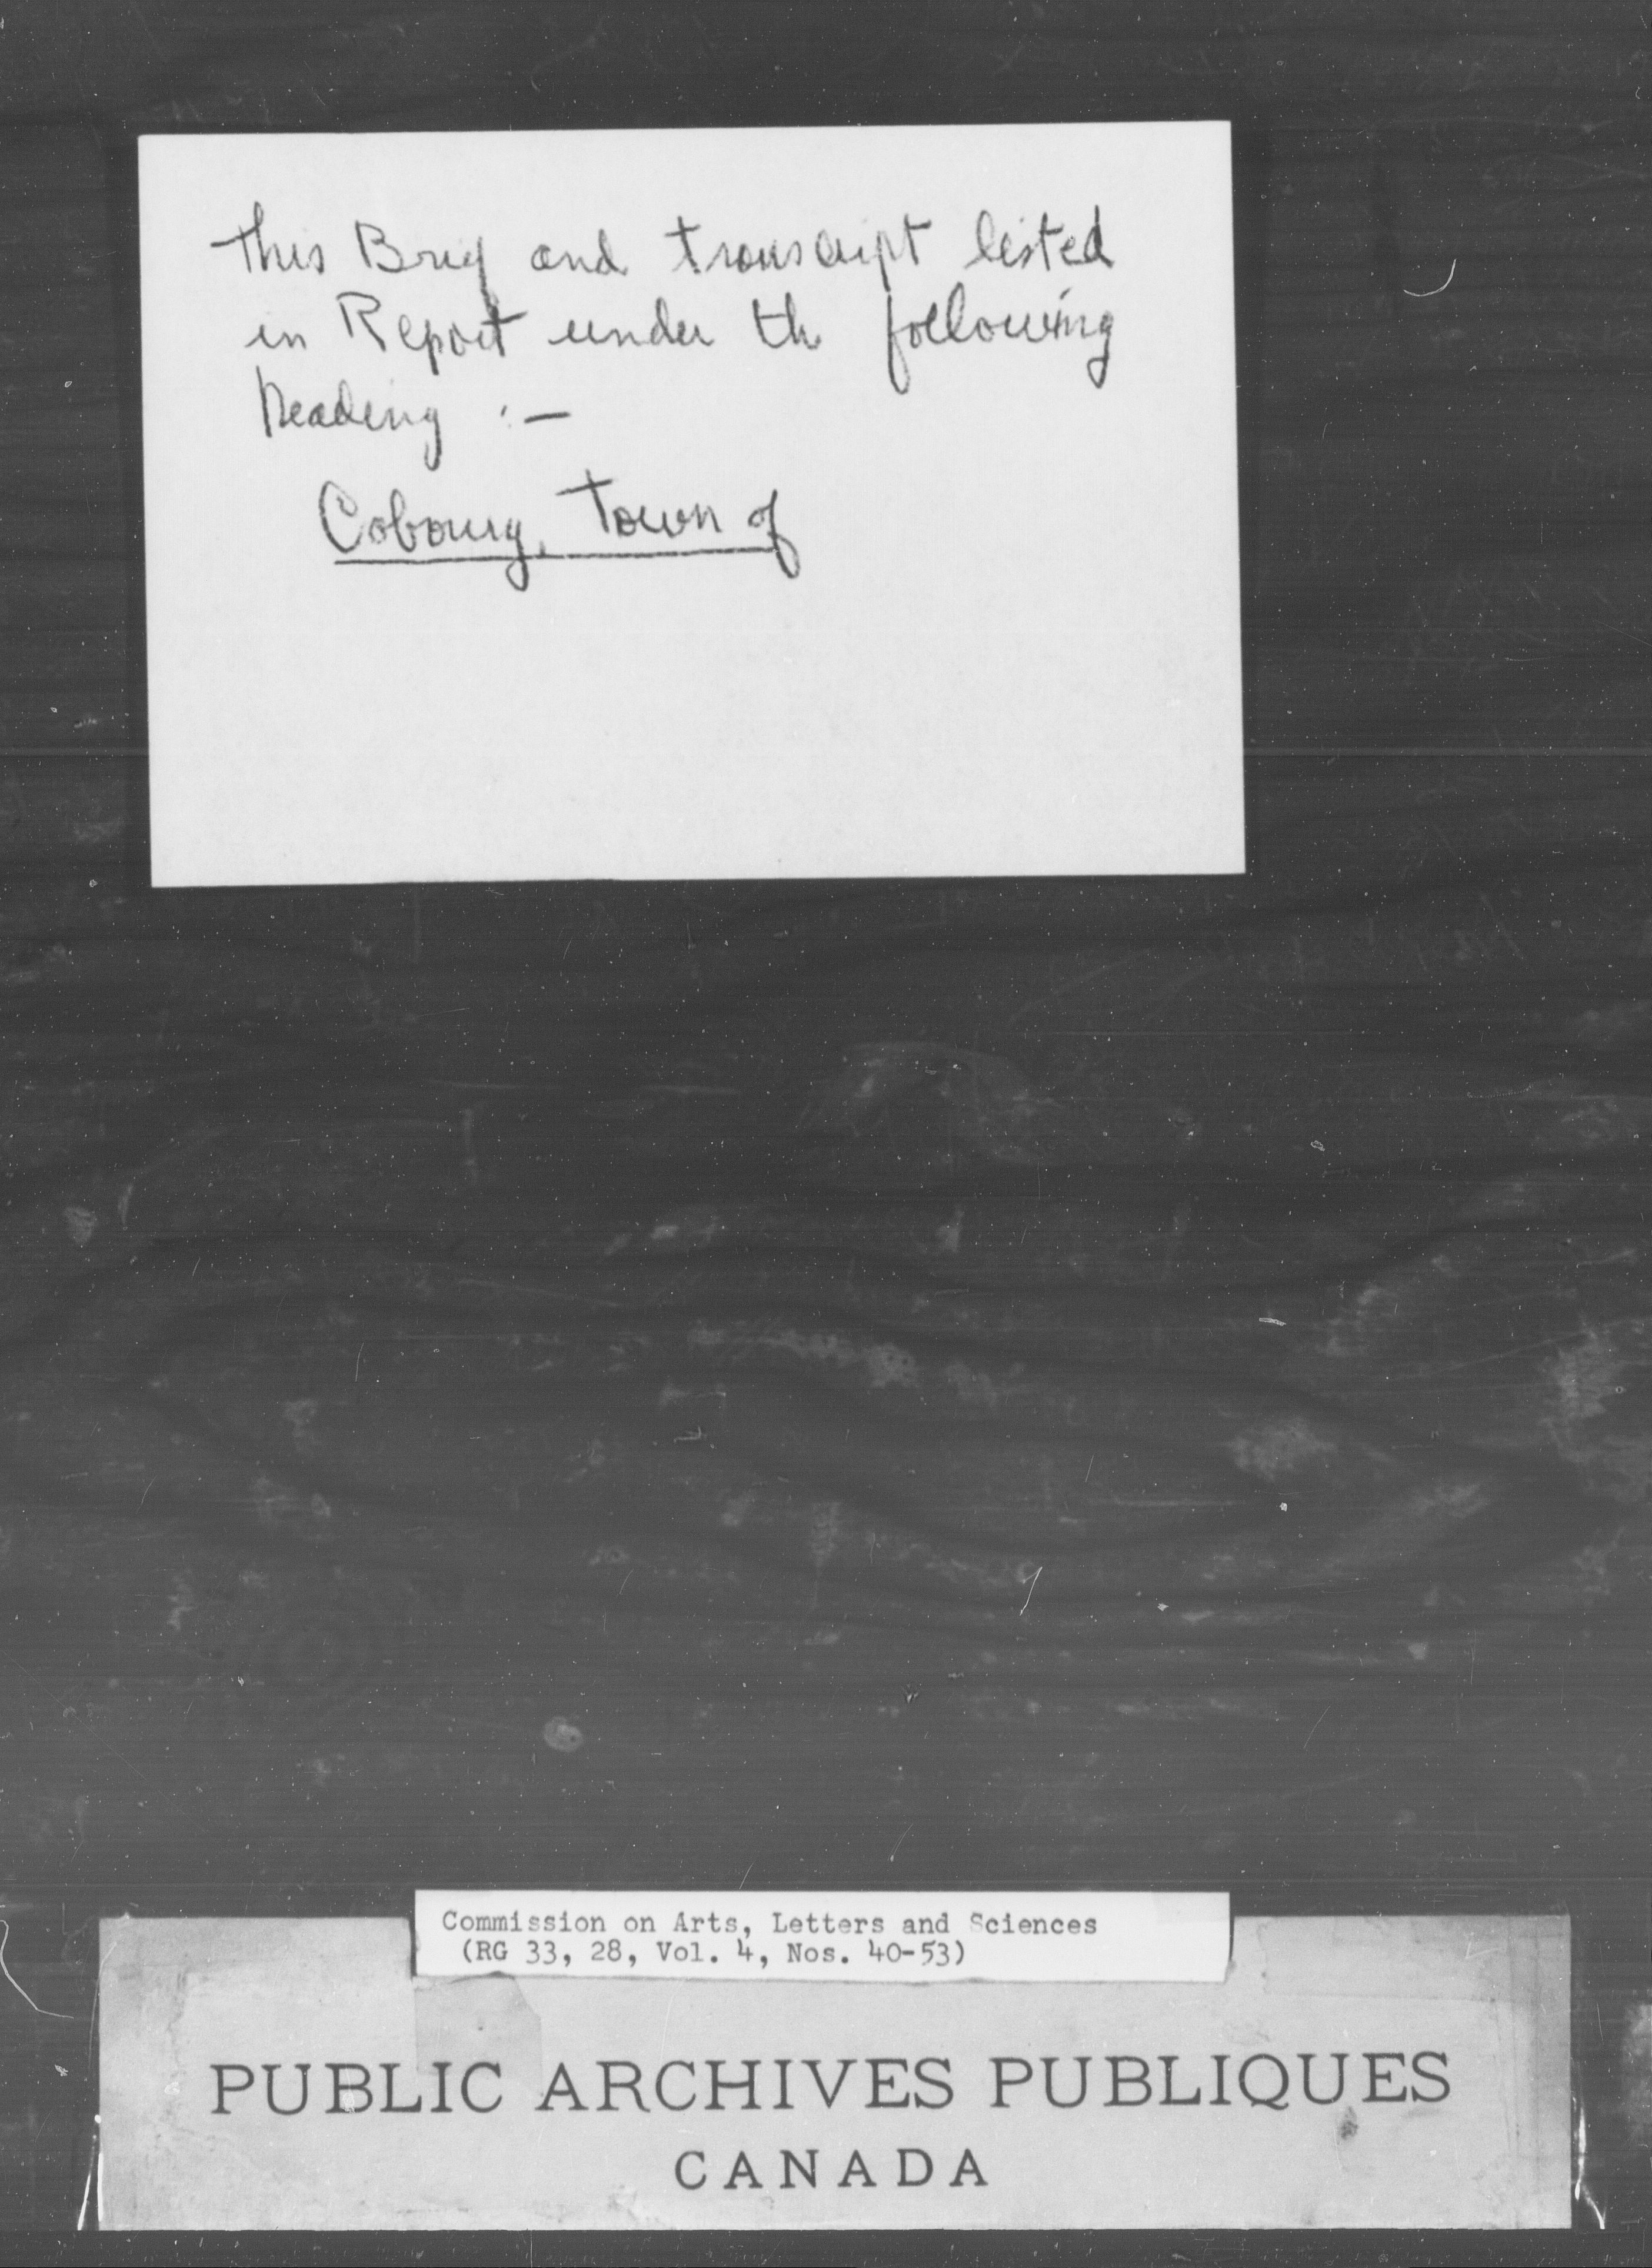 This Brief and transcript listed
in Report under the following
heading :-
Cobourg, Town of
Commission on Arts, Letters and Sciences
(RG 33, 28, Vol. 4, Nos. 40-53)
PUBLIC ARCHIVES PUBLIQUES
CANADA